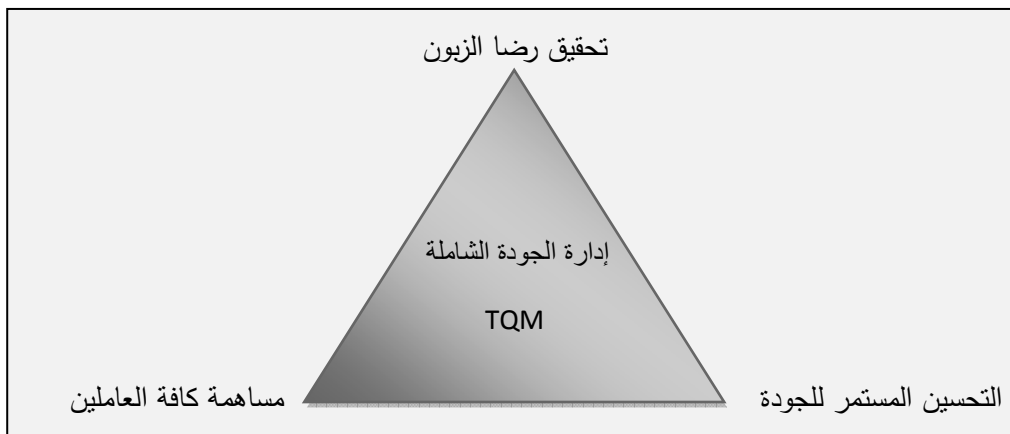 تحقيق رضا الزبون
إدارة الجودة الشاملة
TQM
التحسين المستمر للجودة
مساهمة كافة العاملين